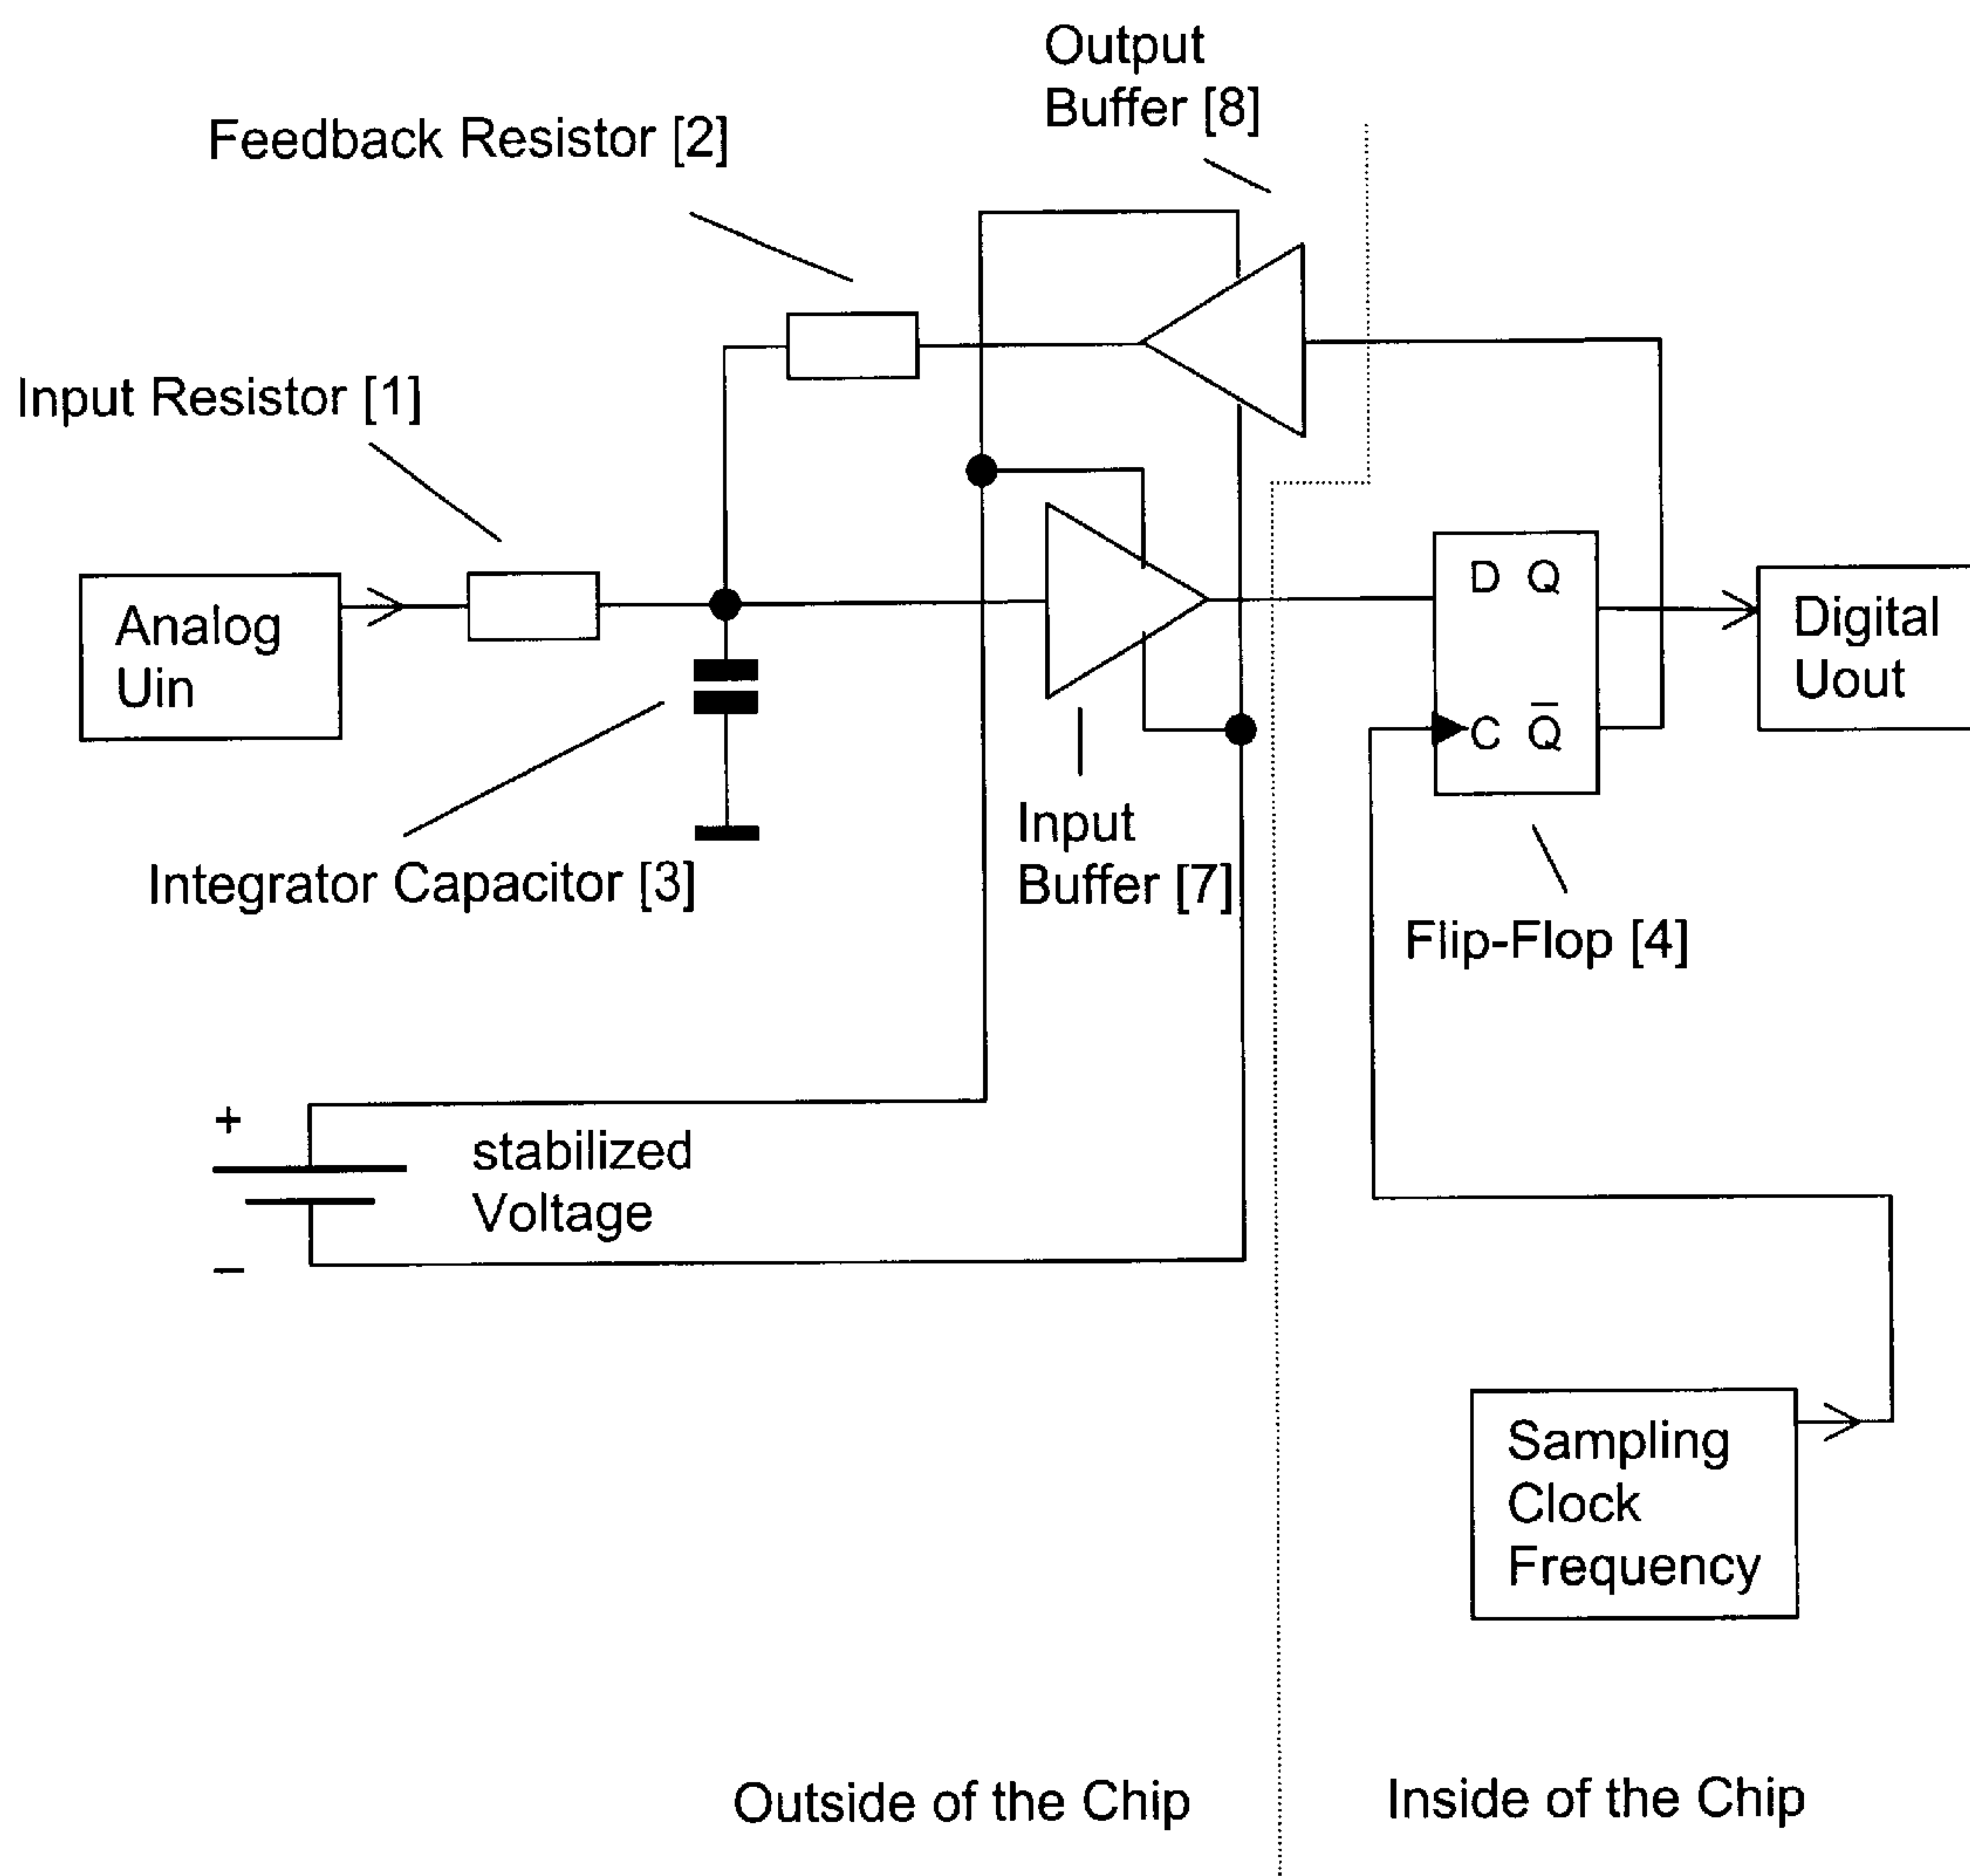 Output
Buffer [8]
Feedback Resistor [2]
Input Resistor [1]
Analog
Uin
D Q
C Q̅
Digital
Uout
Input
Buffer [7]
Integrator Capacitor [3]
Flip-Flop [4]
+
stabilized
Voltage
–
Sampling
Clock
Frequency
Outside of the Chip
Inside of the Chip